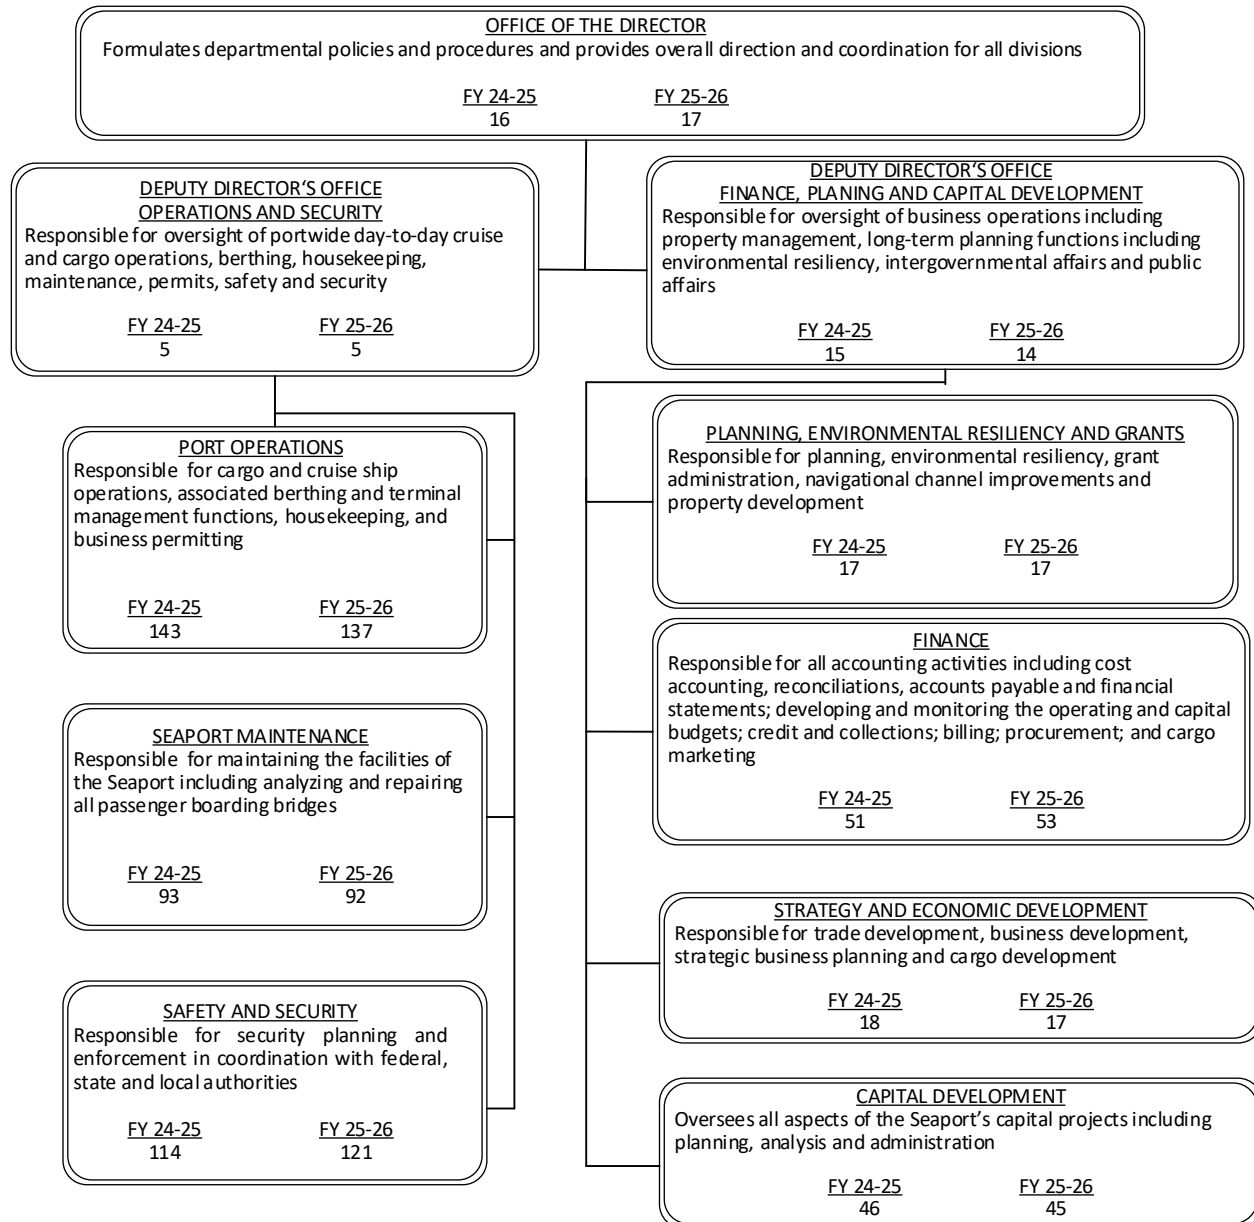 OFFICE OF THE DIRECTOR
Formulates departmental policies and procedures and provides overall direction and coordination for all divisions
FY 24-25 FY 25-26
16 17
DEPUTY DIRECTOR‘S OFFICE
OPERATIONS AND SECURITY
Responsible for oversight of portwide day-to-day cruise
and cargo operations, berthing, housekeeping,
maintenance, permits, safety and security
FY 24-25 FY 25-26
5 5
DEPUTY DIRECTOR‘S OFFICE
FINANCE, PLANING AND CAPITAL DEVELOPMENT
Responsible for oversight of business operations including
property management, long-term planning functions including
environmental resiliency, intergovernmental affairs and public
affairs
FY 24-25 FY 25-26
15 14
PORT OPERATIONS
Responsible for cargo and cruise ship
operations, associated berthing and terminal
management functions, housekeeping, and
business permitting
FY 24-25 FY 25-26
143 137
SEAPORT MAINTENANCE
Responsible for maintaining the facilities of
the Seaport including analyzing and repairing
all passenger boarding bridges
FY 24-25 FY 25-26
93 92
SAFETY AND SECURITY
Responsible for security planning and
enforcement in coordination with federal,
state and local authorities
FY 24-25 FY 25-26
114 121
PLANNING, ENVIRONMENTAL RESILIENCY AND GRANTS
Responsible for planning, environmental resiliency, grant
administration, navigational channel improvements and
property development
FY 24-25 FY 25-26
17 17
FINANCE
Responsible for all accounting activities including cost
accounting, reconciliations, accounts payable and financial
statements; developing and monitoring the operating and capital
budgets; credit and collections; billing; procurement; and cargo
marketing
FY 24-25 FY 25-26
51 53
STRATEGY AND ECONOMIC DEVELOPMENT
Responsible for trade development, business development,
strategic business planning and cargo development
FY 24-25 FY 25-26
18 17
CAPITAL DEVELOPMENT
Oversees all aspects of the Seaport’s capital projects including
planning, analysis and administration
FY 24-25 FY 25-26
46 45